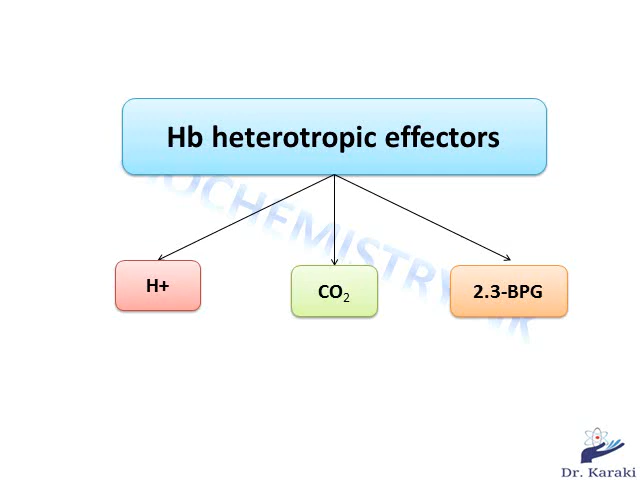 Hb heterotropic effectors
H+
CO₂
2.3-BPG
Dr. Karaki